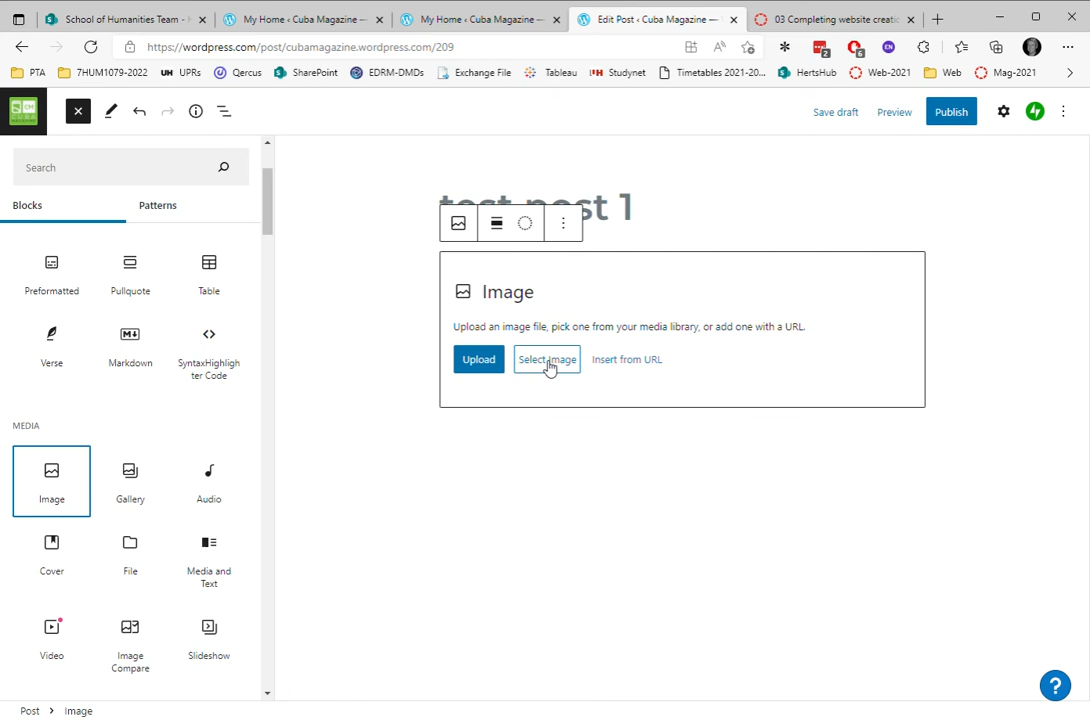 School of Humanities Team - H
My Home ‹ Cuba Magazine —
My Home ‹ Cuba Magazine —
Edit Post ‹ Cuba Magazine —
03 Completing website creatic
https://wordpress.com/post/cubamagazine.wordpress.com/209
PTA
7HUM1079-2022
UH UPRs
Qercus
SharePoint
EDRM-DMDs
Exchange File
Tableau
Studynet
Timetables 2021-20...
HertsHub
Web-2021
Web
Mag-2021
Save draft
Preview
Publish
Search
Blocks
Patterns
test post 1
Preformatted
Pullquote
Table
Image
Upload an image file, pick one from your media library, or add one with a URL.
Verse
Markdown
SyntaxHighligh
ter Code
Upload
Select Image
Insert from URL
MEDIA
Image
Gallery
Audio
Cover
File
Media and
Text
Video
Image
Compare
Slideshow
Post
Image